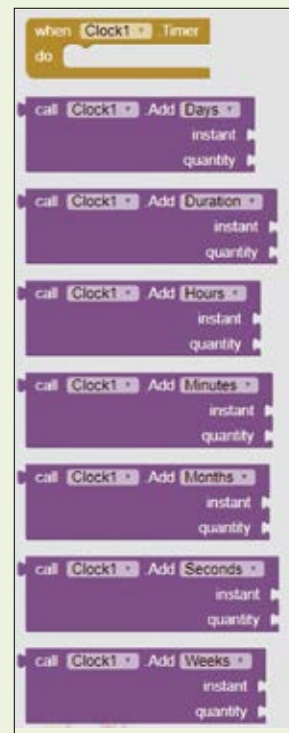 when Clock1 .Timer
do
call Clock1 .Add Days
instant
quantity
call Clock1 .Add Duration
instant
quantity
call Clock1 .Add Hours
instant
quantity
call Clock1 .Add Minutes
instant
quantity
call Clock1 .Add Months
instant
quantity
call Clock1 .Add Seconds
instant
quantity
call Clock1 .Add Weeks
instant
quantity